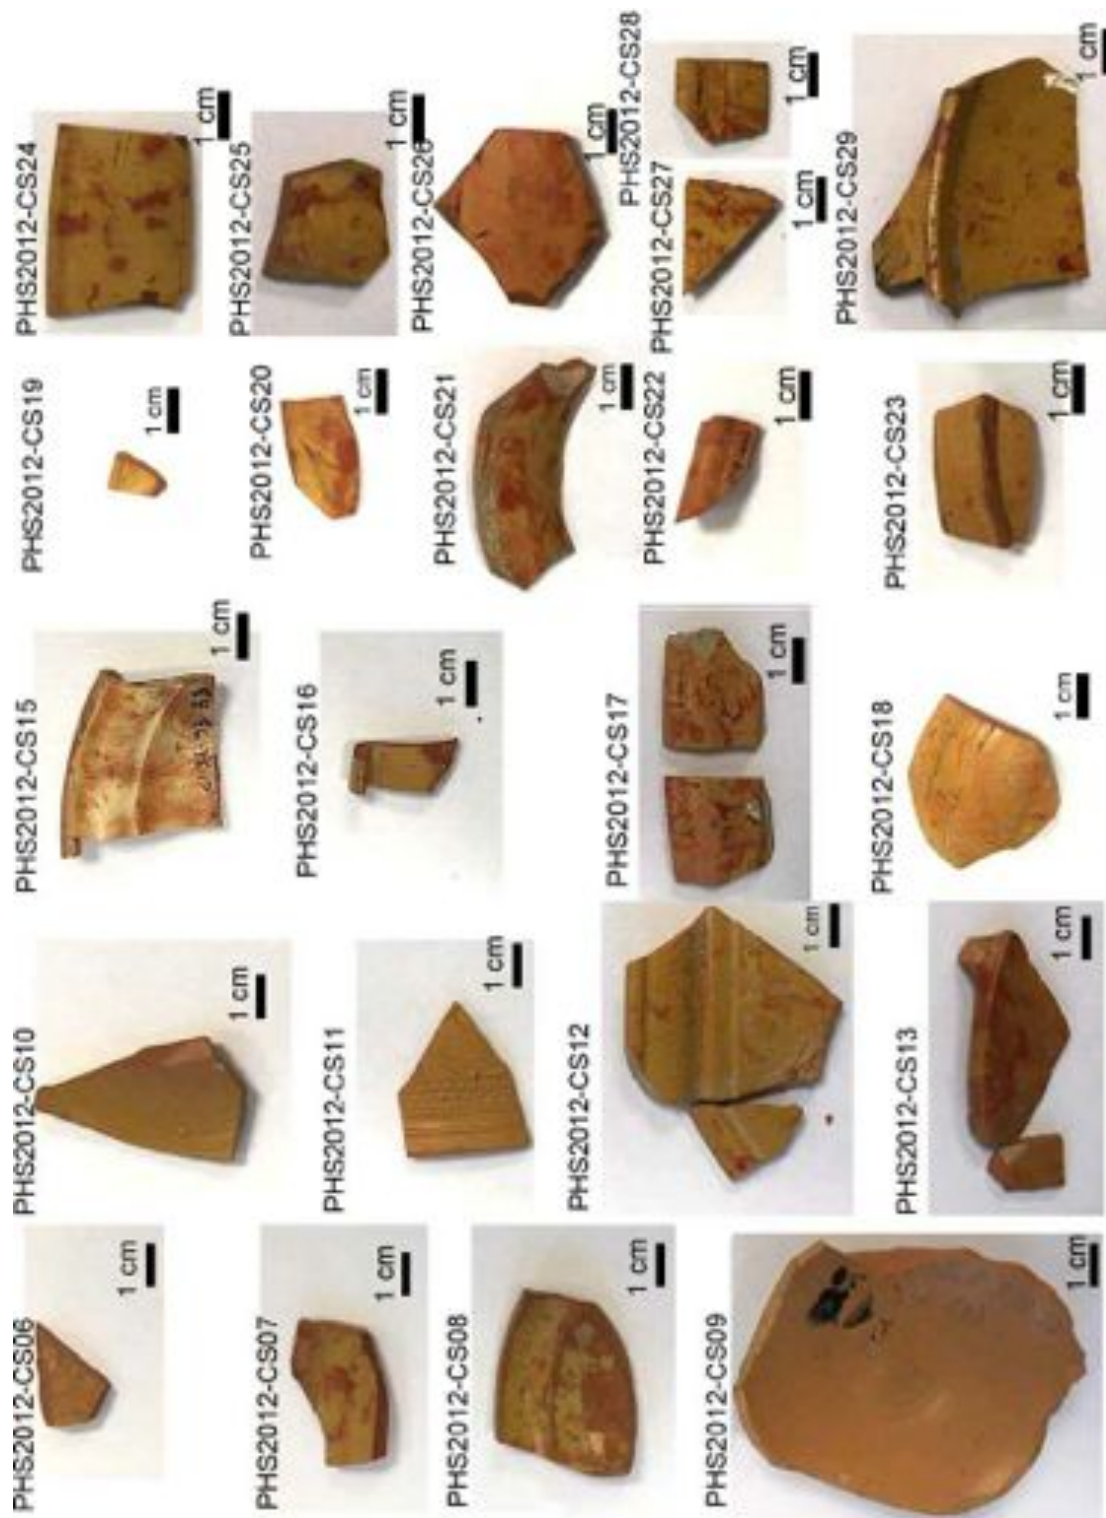 PHS2012-CS06
1 cm
PHS2012-CS07
1 cm
PHS2012-CS08
1 cm
PHS2012-CS09
1 cm
PHS2012-CS10
1 cm
PHS2012-CS11
1 cm
PHS2012-CS12
1 cm
PHS2012-CS13
1 cm
PHS2012-CS15
1 cm
PHS2012-CS16
1 cm
PHS2012-CS17
1 cm
PHS2012-CS18
1 cm
PHS2012-CS19
1 cm
PHS2012-CS20
1 cm
PHS2012-CS21
1 cm
PHS2012-CS22
1 cm
PHS2012-CS23
1 cm
PHS2012-CS24
1 cm
PHS2012-CS25
1 cm
PHS2012-CS26
1 cm
PHS2012-CS27
1 cm
PHS2012-CS28
1 cm
PHS2012-CS29
1 cm